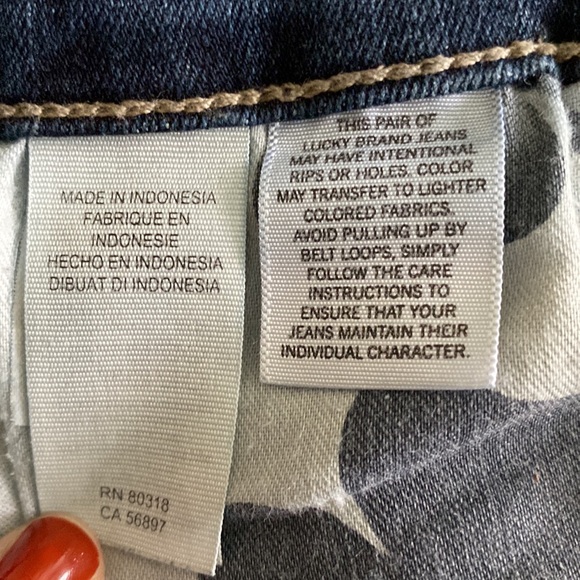 MADE IN INDONESIA
FABRIQUE EN
INDONESIE
HECHO EN INDONESIA
DIBUAT DI INDONESIA
RN 80318
CA 56897
THIS PAIR OF
LUCKY BRAND JEANS
MAY HAVE INTENTIONAL
RIPS OR HOLES. COLOR
MAY TRANSFER TO LIGHTER
COLORED FABRICS.
AVOID PULLING UP BY
BELT LOOPS, SIMPLY
FOLLOW THE CARE
INSTRUCTIONS TO
ENSURE THAT YOUR
JEANS MAINTAIN THEIR
INDIVIDUAL CHARACTER.